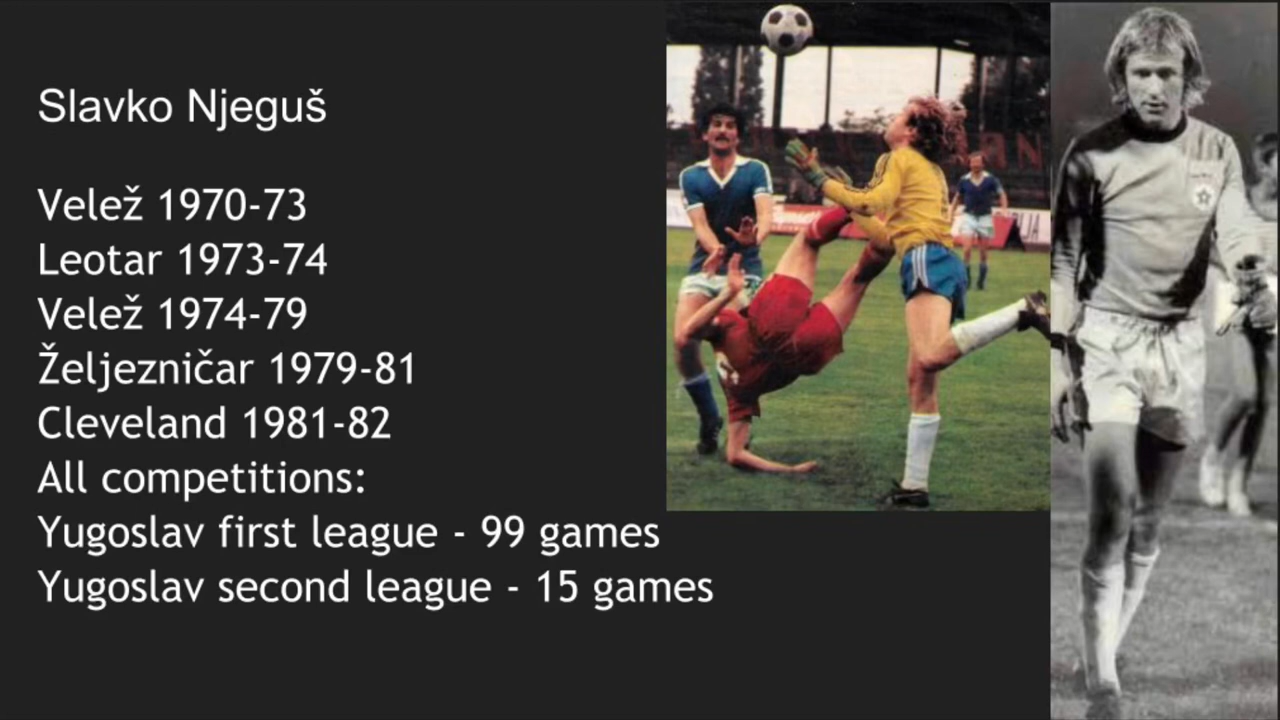 Slavko Njeguš
Velež 1970-73
Leotar 1973-74
Velež 1974-79
Željezničar 1979-81
Cleveland 1981-82
All competitions:
Yugoslav first league - 99 games
Yugoslav second league - 15 games